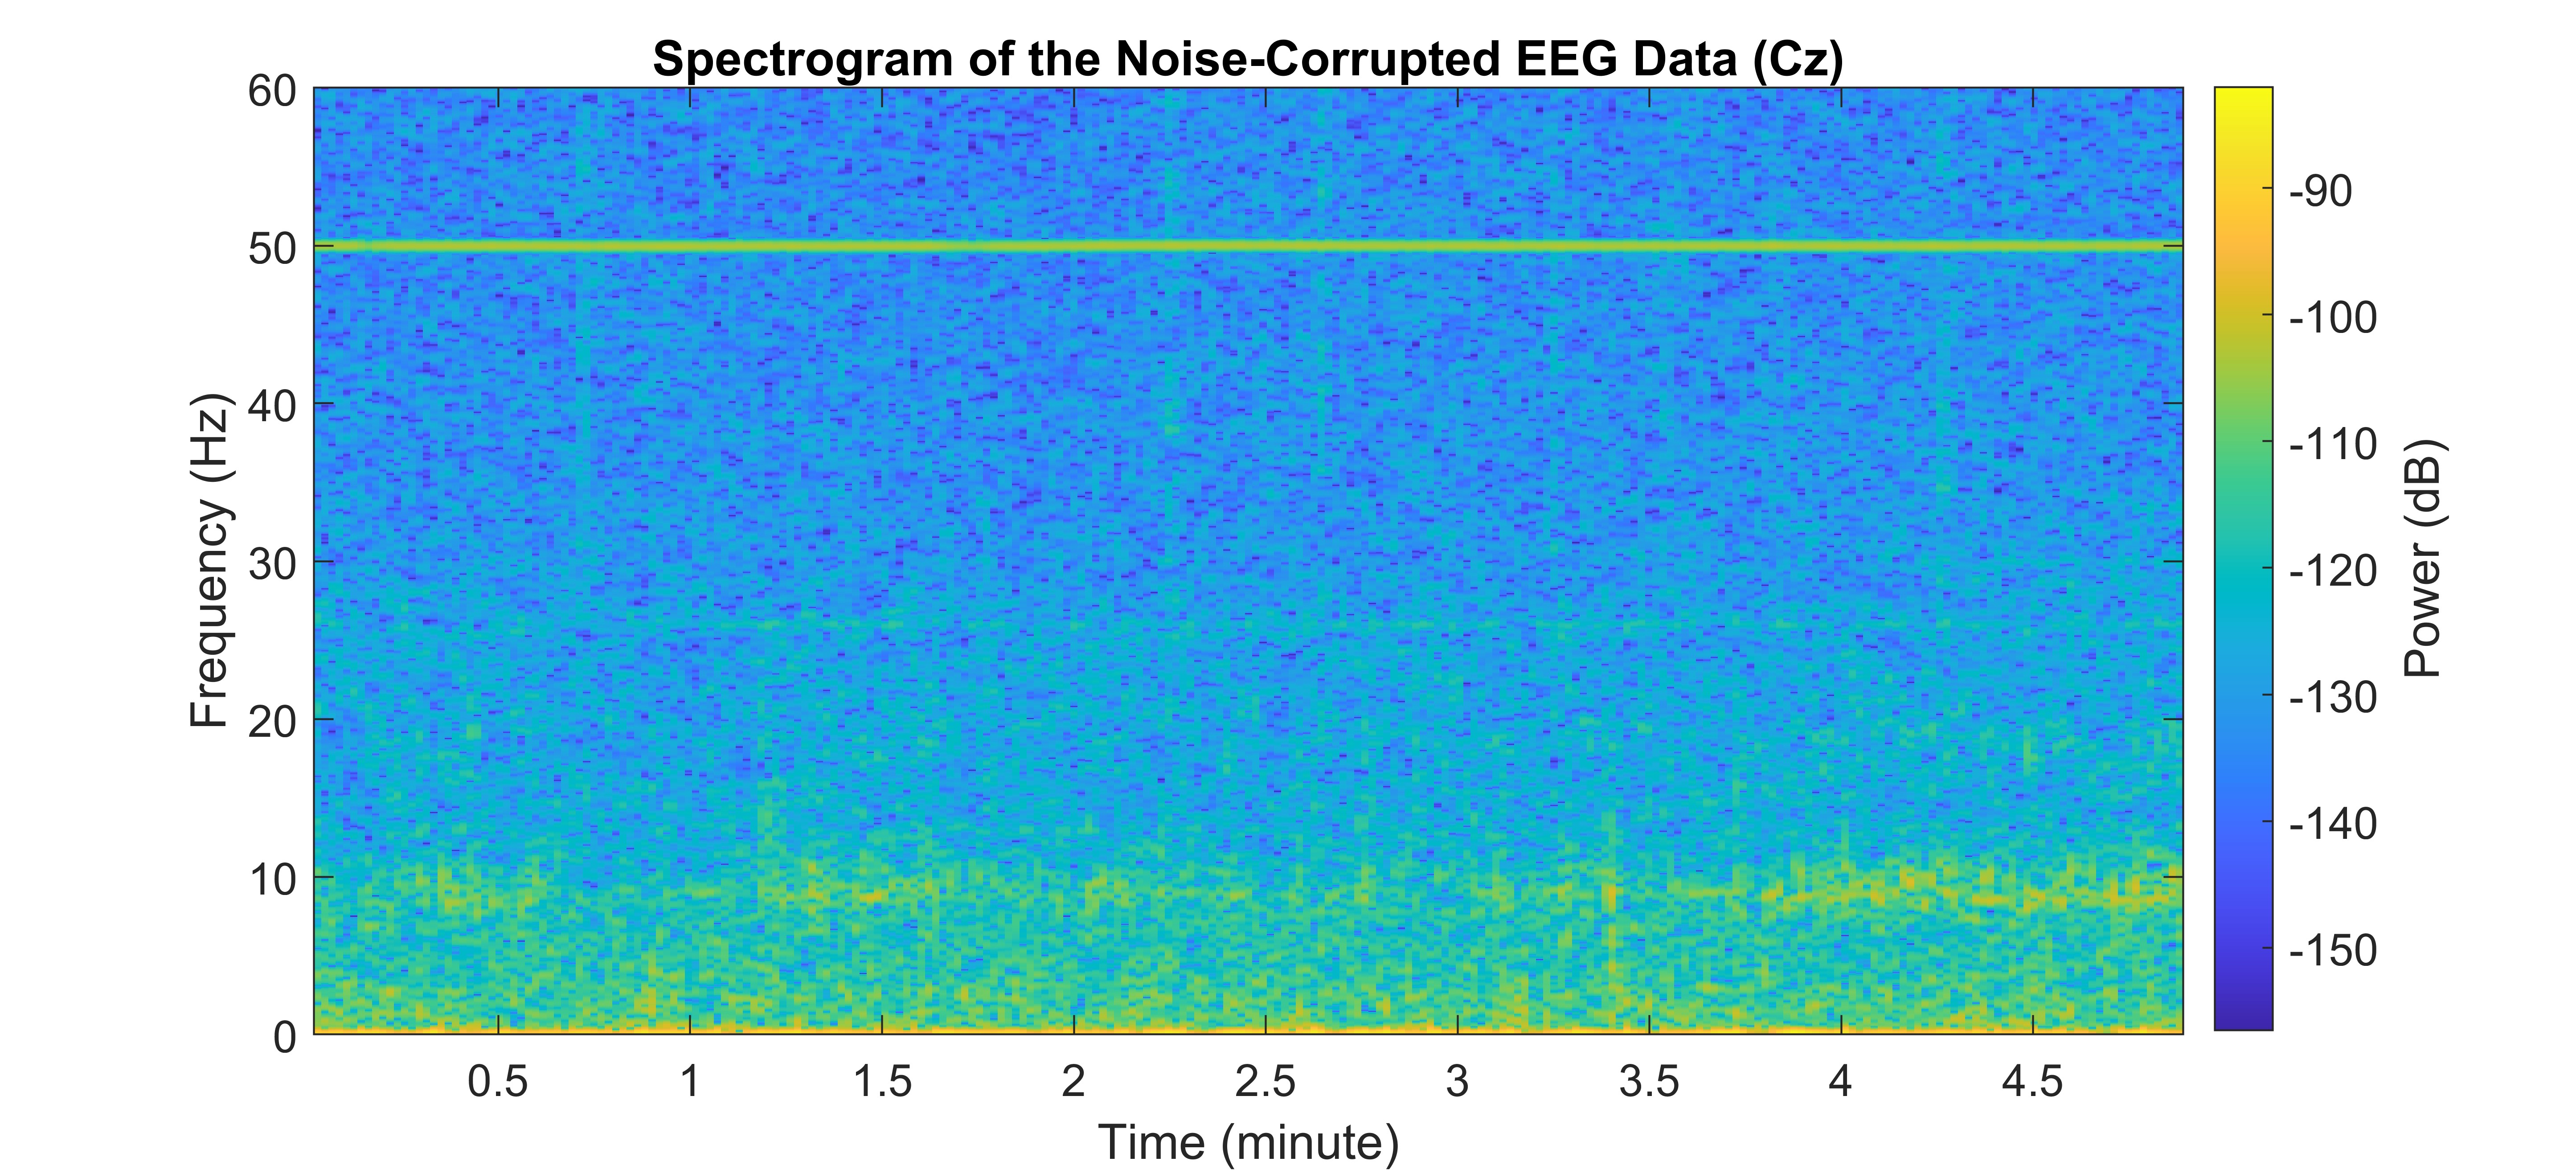 Spectrogram of the Noise-Corrupted EEG Data (Cz)
60
50
40
30
20
10
0
Frequency (Hz)
0.5 1 1.5 2 2.5 3 3.5 4 4.5
Time (minute)
-90
-100
-110
-120
-130
-140
-150
Power (dB)